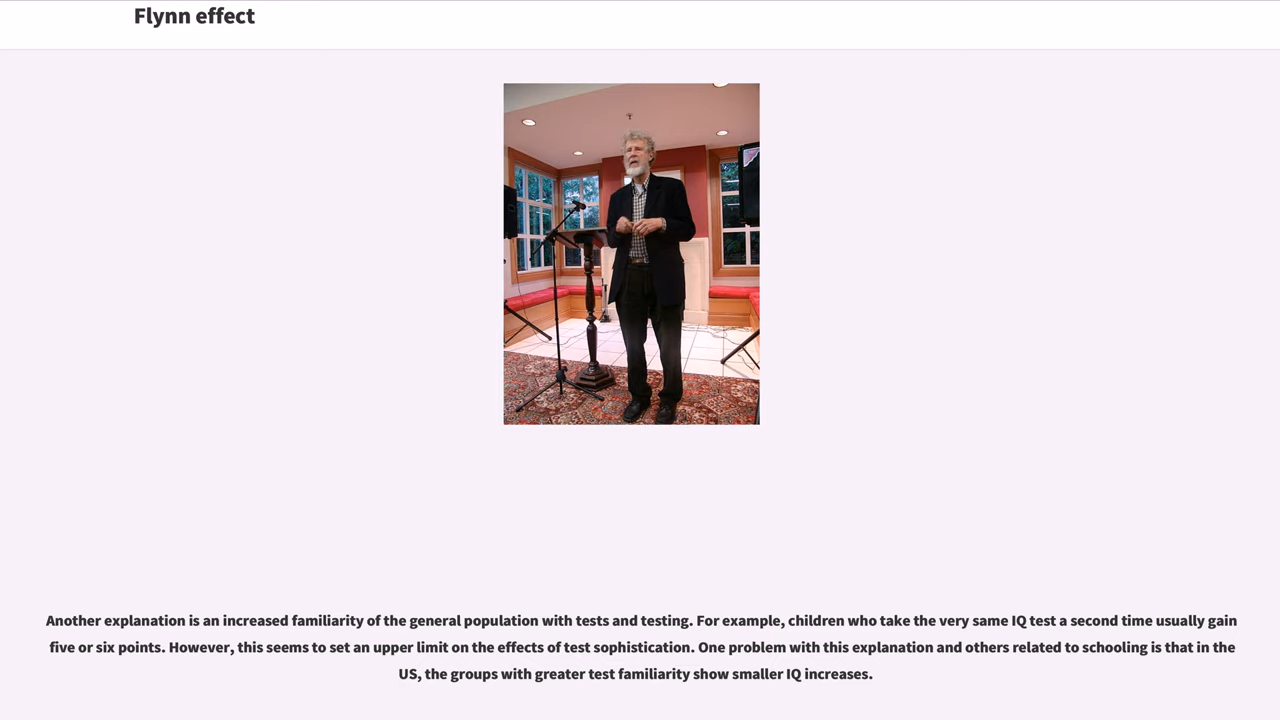 Flynn effect
Another explanation is an increased familiarity of the general population with tests and testing. For example, children who take the very same IQ test a second time usually gain
five or six points. However, this seems to set an upper limit on the effects of test sophistication. One problem with this explanation and others related to schooling is that in the
US, the groups with greater test familiarity show smaller IQ increases.